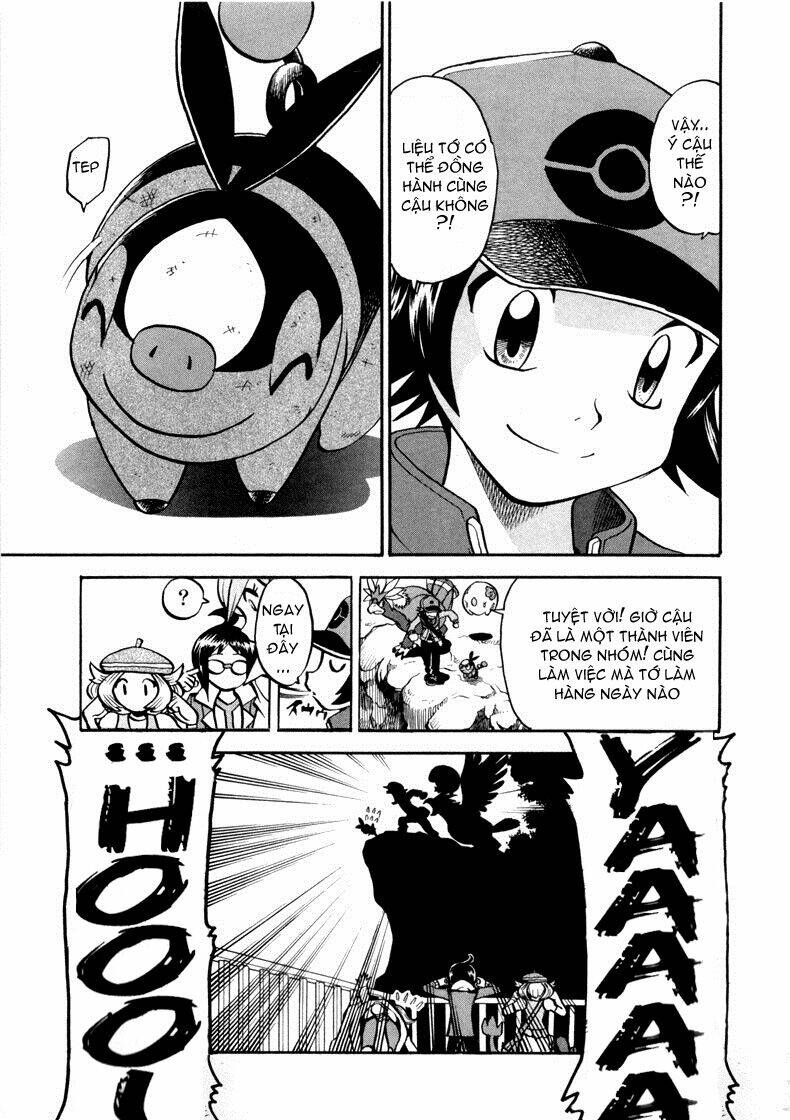 VẬY..
Ý CẬU
THẾ
NÀO
?!
LIỆU TỚ CÓ
THỂ ĐỒNG
HÀNH CÙNG
CẬU KHÔNG
?!
TEP
TUYỆT VỜI! GIỜ CẬU
ĐÃ LÀ MỘT THÀNH VIÊN
TRONG NHÓM! CÙNG
LÀM VIỆC MÀ TỚ LÀM
HÀNG NGÀY NÀO
NGAY
TẠI
ĐÂY
...
?
YAAAAA
...HOOO!